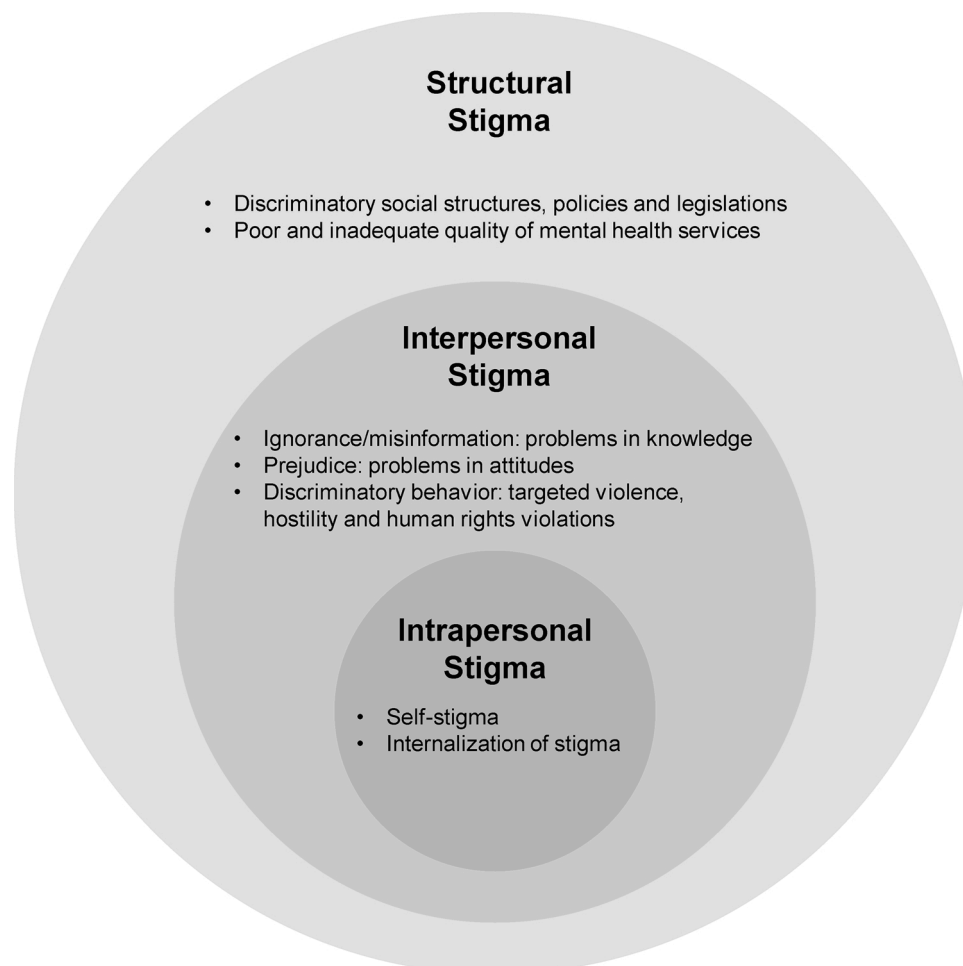 Structural
Stigma
• Discriminatory social structures, policies and legislations
• Poor and inadequate quality of mental health services
Interpersonal
Stigma
• Ignorance/misinformation: problems in knowledge
• Prejudice: problems in attitudes
• Discriminatory behavior: targeted violence,
hostility and human rights violations
Intrapersonal
Stigma
• Self-stigma
• Internalization of stigma